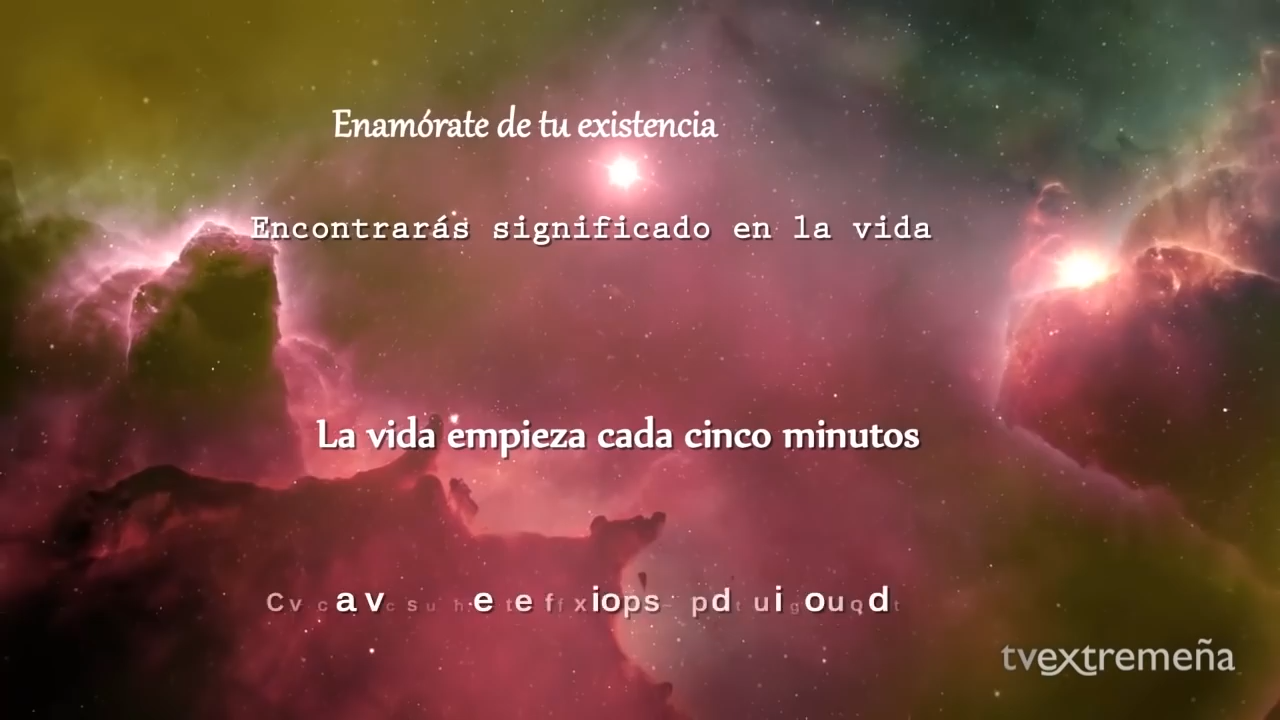 Enamórate de tu existencia
Encontrarás significado en la vida
La vida empieza cada cinco minutos
tvextremeña